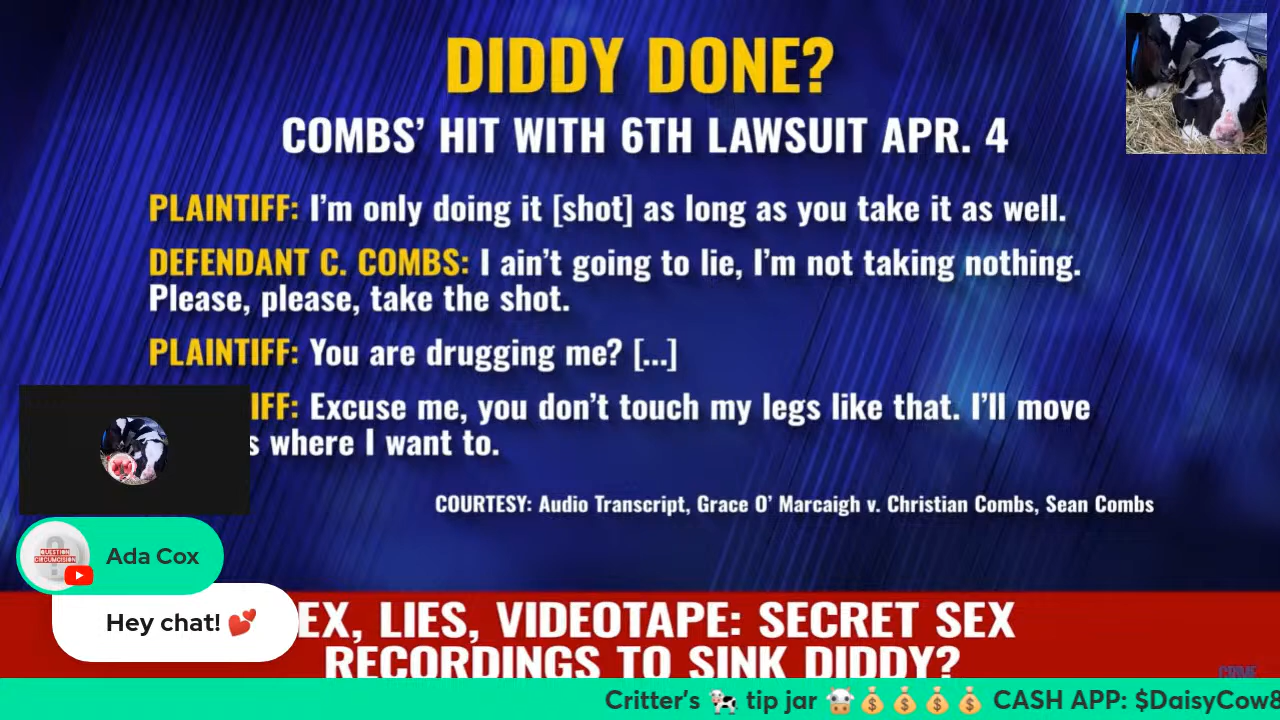 DIDDY DONE?
COMBS' HIT WITH 6TH LAWSUIT APR. 4
PLAINTIFF: I'm only doing it [shot] as long as you take it as well.
DEFENDANT C. COMBS: I ain't going to lie, I'm not taking nothing.
Please, please, take the shot.
PLAINTIFF: You are drugging me? [...]
IFF: Excuse me, you don't touch my legs like that. I'll move
s where I want to.
COURTESY: Audio Transcript, Grace O' Marcaigh v. Christian Combs, Sean Combs
QUESTION
CIRCUMCISION
Ada Cox
Hey chat! 💕
EX, LIES, VIDEOTAPE: SECRET SEX
RECORDINGS TO SINK DIDDY?
CRIME
Critter's 🐄 tip jar 🐮💰💰💰💰 CASH APP: $DaisyCow8